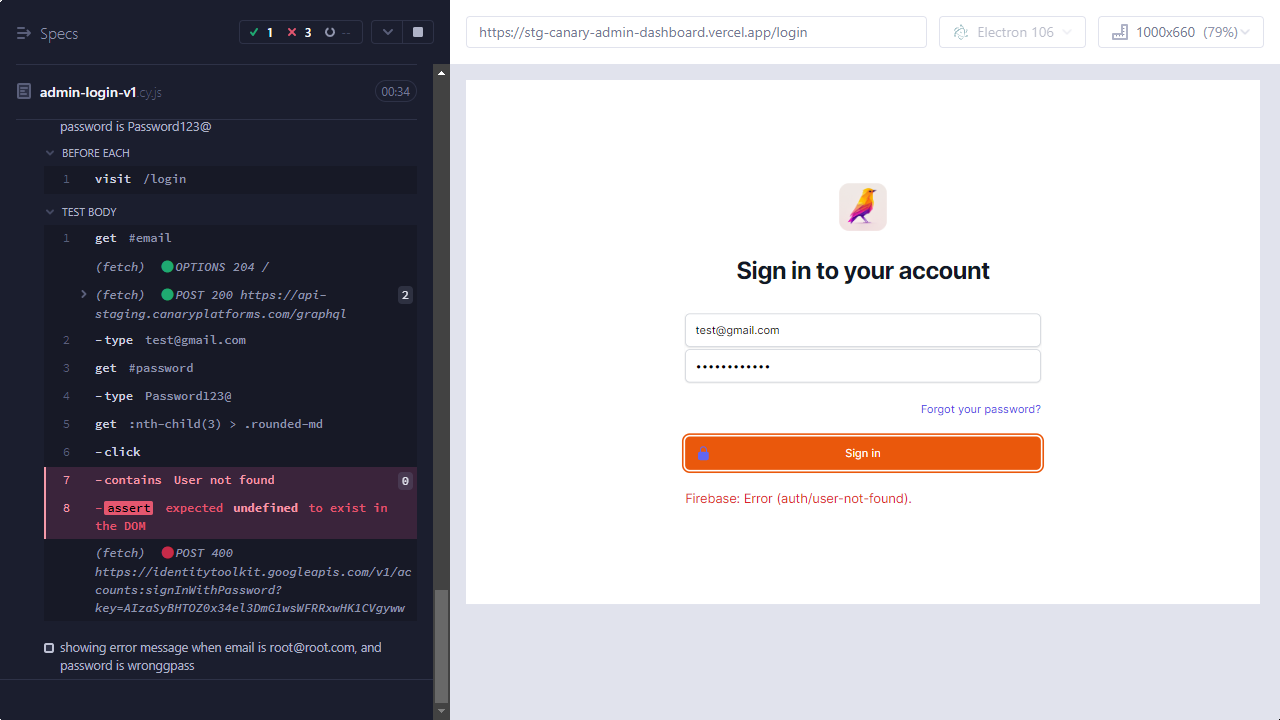 Specs
1
3
--
admin-login-v1.cy.js
00:34
password is Password123@
BEFORE EACH
1 visit /login
TEST BODY
1 get #email
(fetch) OPTIONS 204 /
(fetch) POST 200 https://api-
staging.canaryplatforms.com/graphql
2
2 -type test@gmail.com
3 get #password
4 -type Password123@
5 get :nth-child(3) > .rounded-md
6 -click
7 -contains User not found
0
8 -assert expected undefined to exist in
the DOM
(fetch) POST 400
https://identitytoolkit.googleapis.com/v1/ac
counts:signInWithPassword?
key=AIzaSyBHTOZ0x34el3DmG1wsWFRRxwHK1CVgyww
showing error message when email is root@root.com, and
password is wronggpass
https://stg-canary-admin-dashboard.vercel.app/login
Electron 106
1000x660 (79%)
Sign in to your account
test@gmail.com
••••••••••••
Forgot your password?
Sign in
Firebase: Error (auth/user-not-found).